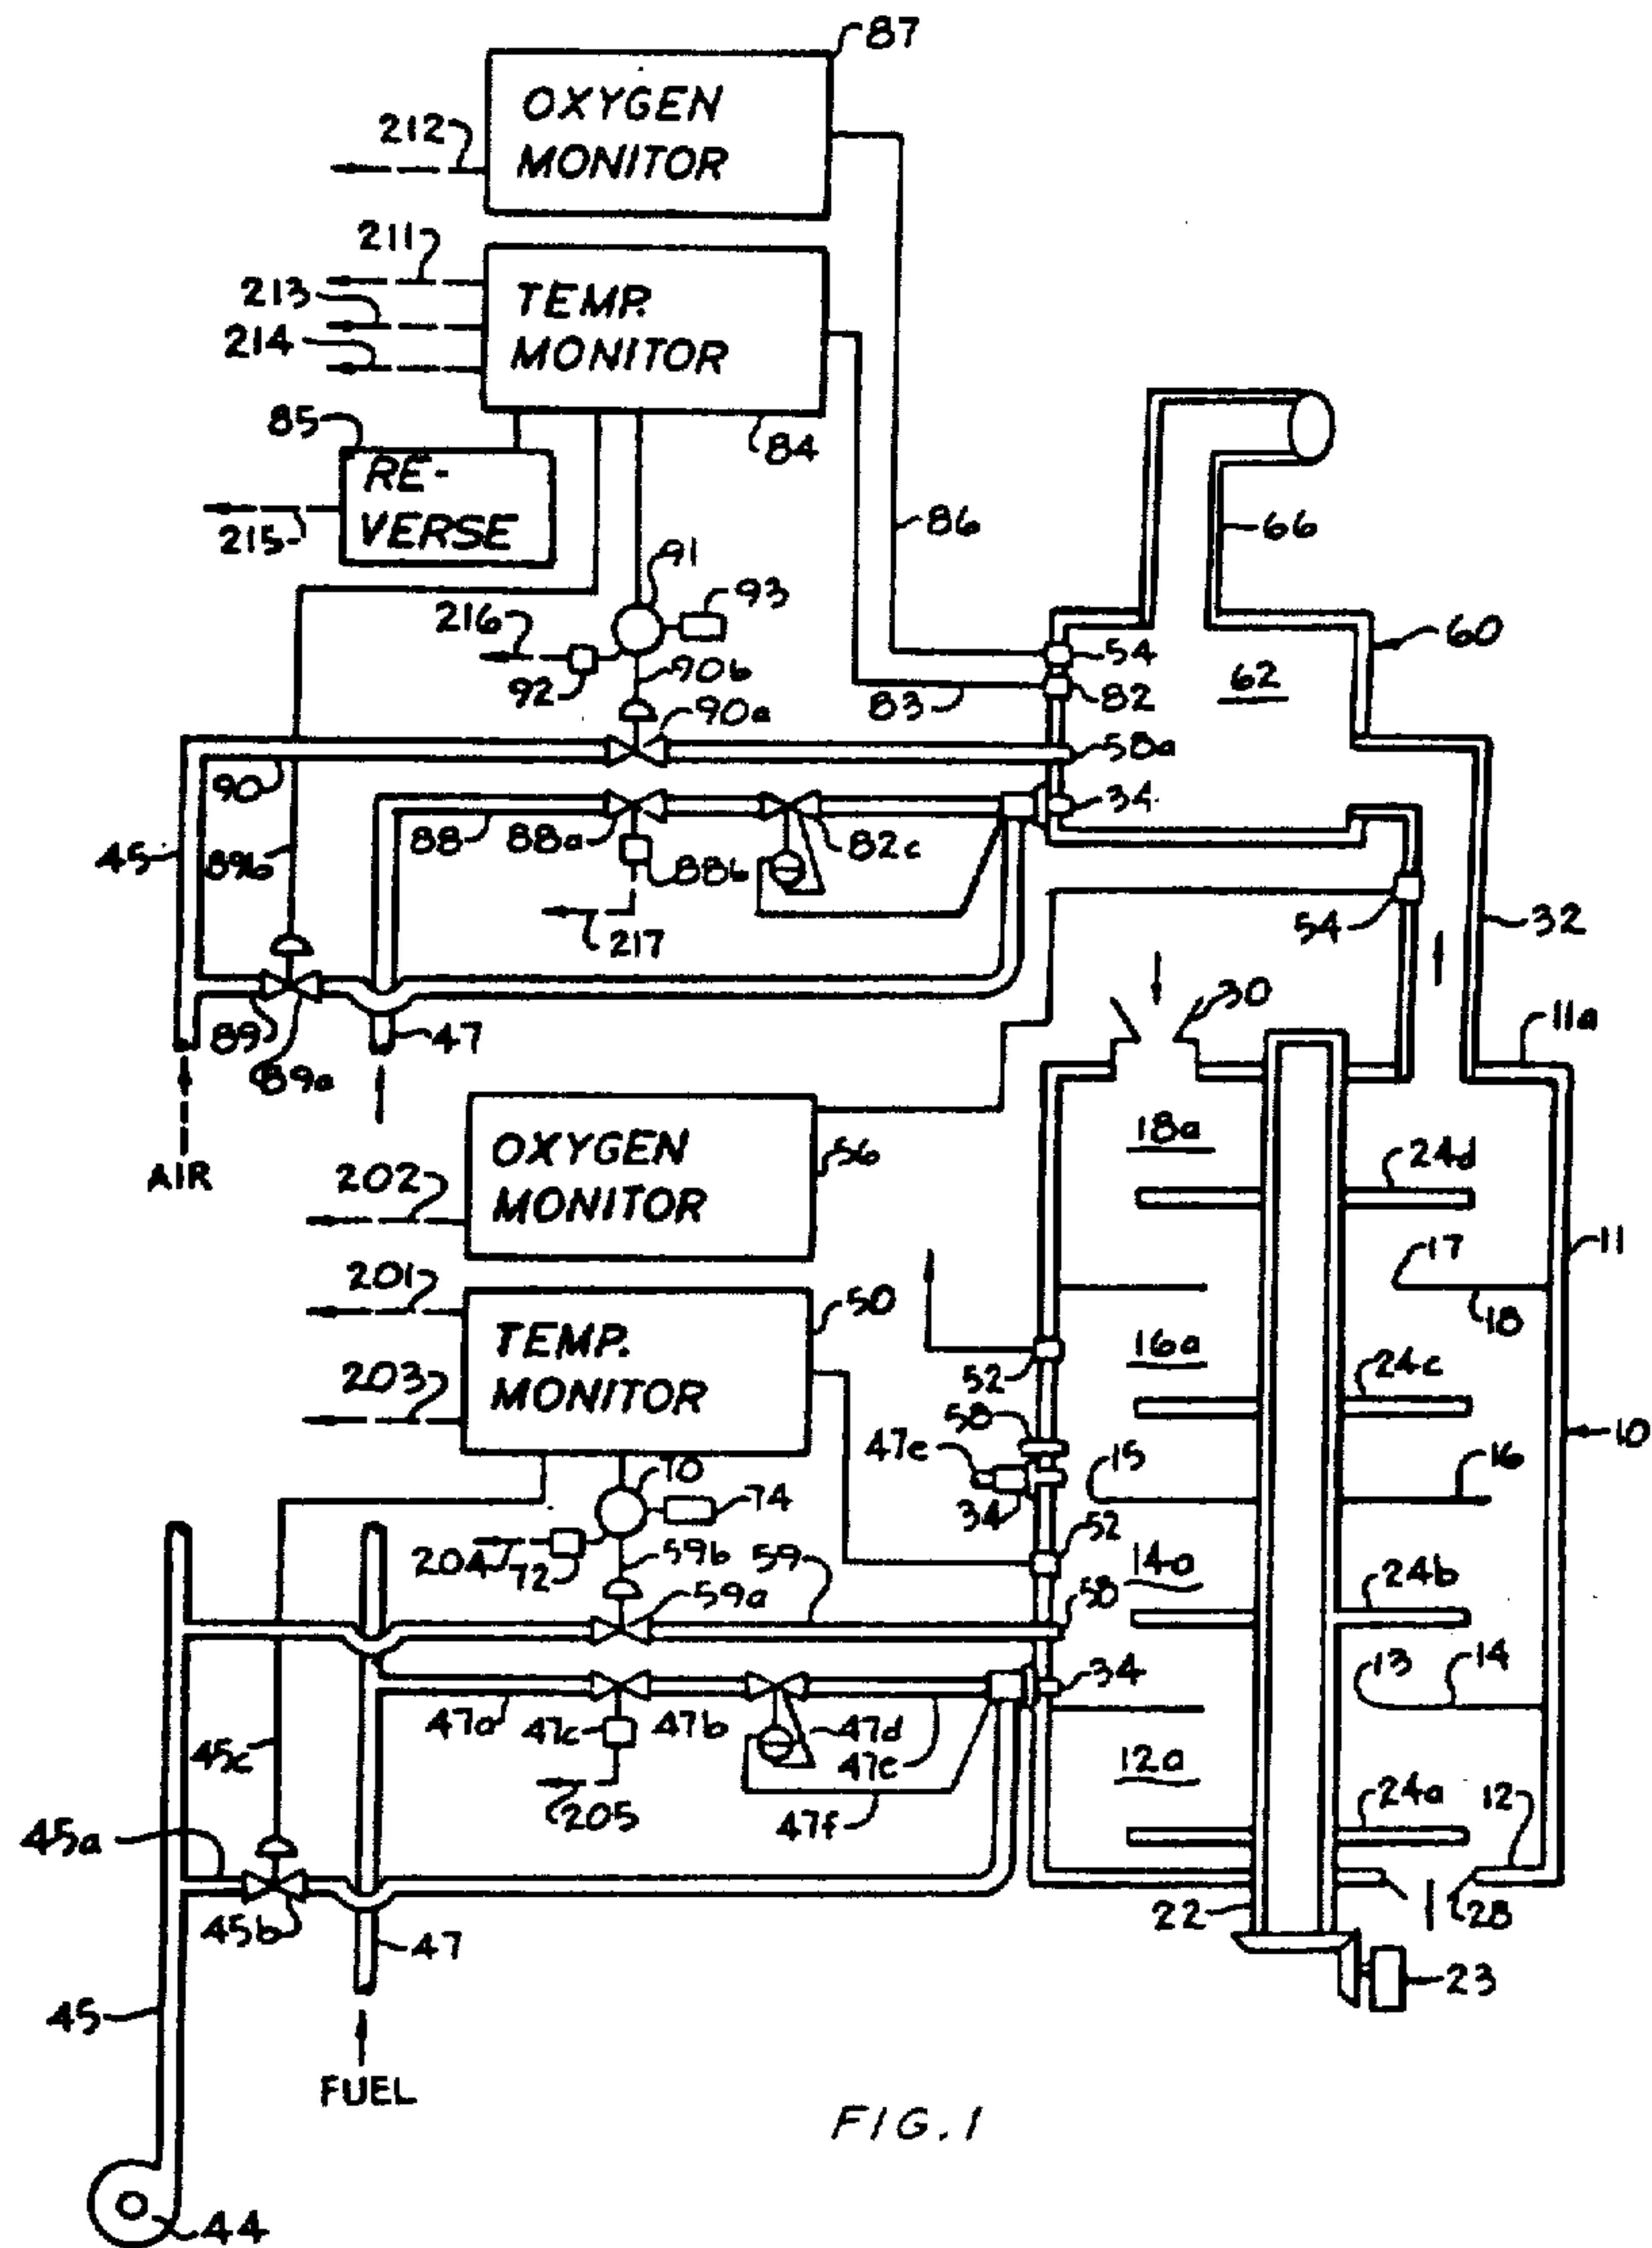 87
OXYGEN
MONITOR
212
211
213
214
TEMP.
MONITOR
84
85
RE-
VERSE
215
86
66
91
93
216
92
90b
90a
54
82
83
60
62
58a
90
34
88
88a
88b
82c
45
89b
217
54
32
30
89
89a
47
11a
AIR
18a
OXYGEN
MONITOR
56
202
24d
11
17
18
201
TEMP.
MONITOR
50
203
52
16a
24c
10
58
47e
34
15
16
70
74
52
204
72
59b
59
59a
14a
24b
58
13
14
34
47a
47c
47b
47d
47e
45c
205
47f
12a
24a
12
45a
45b
47
22
28
23
45
FUEL
FIG. 1
44